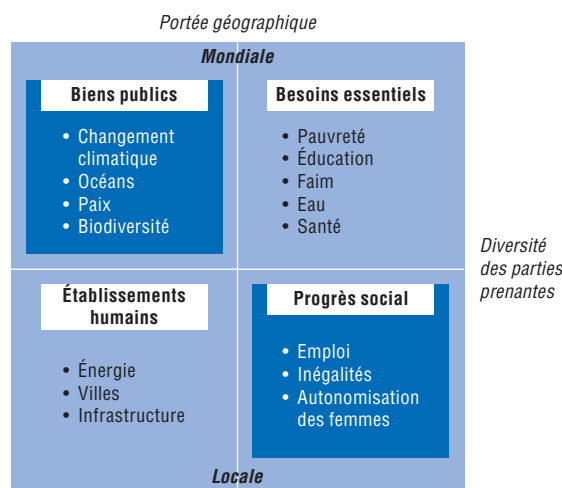 Portée géographique
Mondiale
Biens publics
• Changement
climatique
• Océans
• Paix
• Biodiversité
Besoins essentiels
• Pauvreté
• Éducation
• Faim
• Eau
• Santé
Diversité
des parties
prenantes
Établissements
humains
• Énergie
• Villes
• Infrastructure
Progrès social
• Emploi
• Inégalités
• Autonomisation
des femmes
Locale